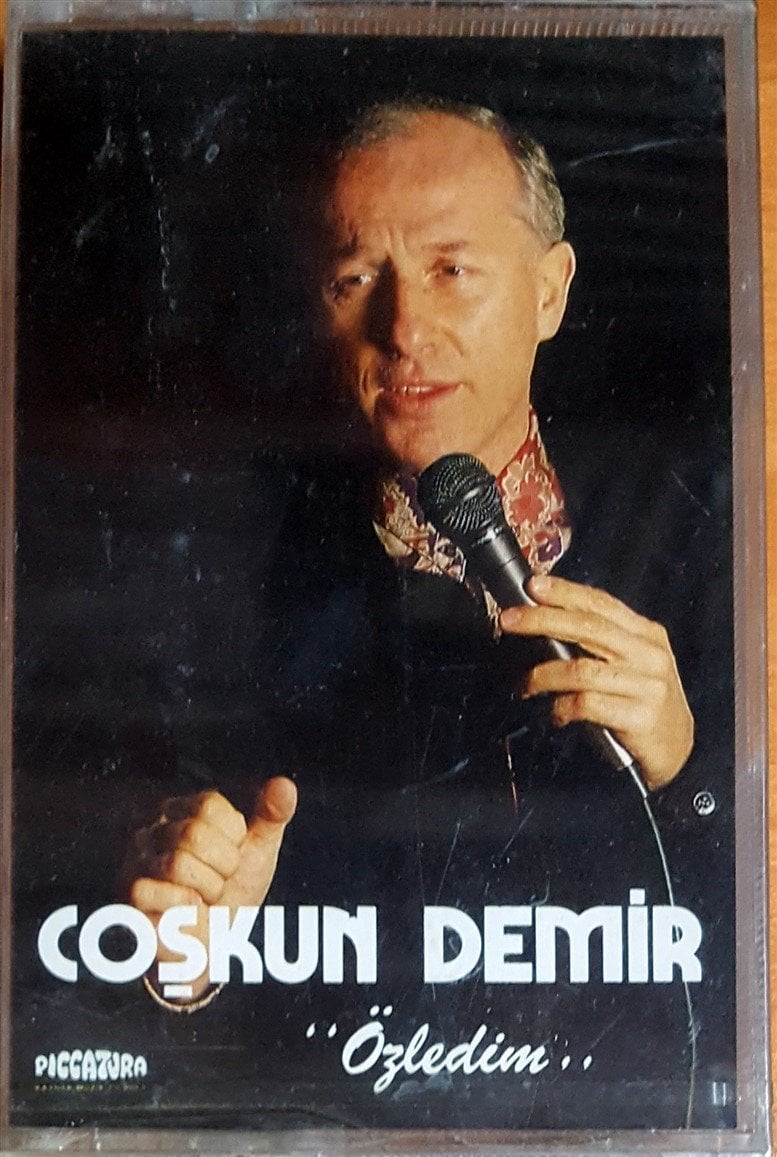 COŞKUN DEMİR
"Özledim..
PICCATURA